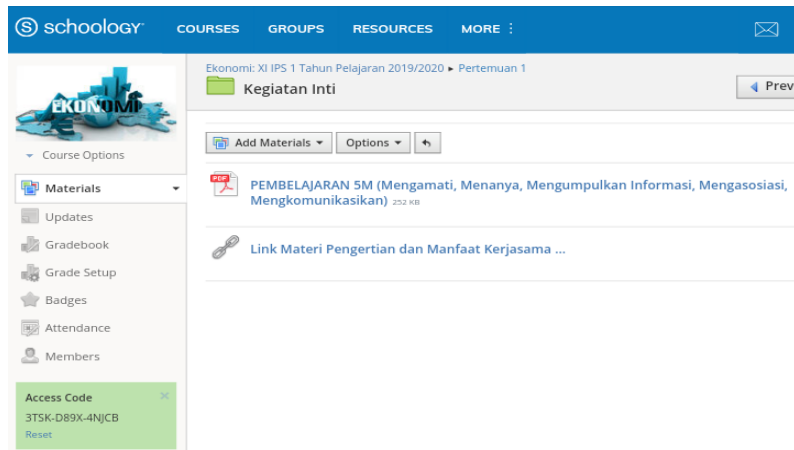 schoology
COURSES GROUPS RESOURCES MORE
EKONOMI
Course Options
Materials
Updates
Gradebook
Grade Setup
Badges
Attendance
Members
Access Code
3TSK-D89X-4NJCB
Reset
Ekonomi: XI IPS 1 Tahun Pelajaran 2019/2020 ▸ Pertemuan 1
Kegiatan Inti
Prev
Add Materials Options
PDF
PEMBELAJARAN 5M (Mengamati, Menanya, Mengumpulkan Informasi, Mengasosiasi,
Mengkomunikasikan) 252 KB
Link Materi Pengertian dan Manfaat Kerjasama ...